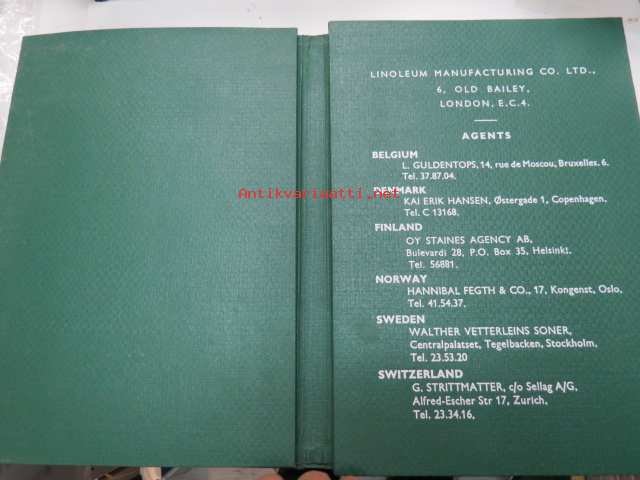 LINOLEUM MANUFACTURING CO. LTD.,
6, OLD BAILEY,
LONDON, E.C.4.
AGENTS
BELGIUM
L. GULDENTOPS, 14, rue de Moscou, Bruxelles. 6.
Tel. 37.87.04.
Antikvariaatti.net
DENMARK
KAI ERIK HANSEN, Østergade 1, Copenhagen.
Tel. C 13168.
FINLAND
OY STAINES AGENCY AB,
Bulevardi 28, P.O. Box 35, Helsinki.
Tel. 56881.
NORWAY
HANNIBAL FEGTH & CO., 17, Kongenst, Oslo.
Tel. 41.54.37.
SWEDEN
WALTHER VETTERLEINS SONER,
Centralpalatset, Tegelbacken, Stockholm.
Tel. 23.53.20
SWITZERLAND
G. STRITTMATTER, c/o Sellag A/G,
Alfred-Escher Str 17, Zurich.
Tel. 23.34.16.